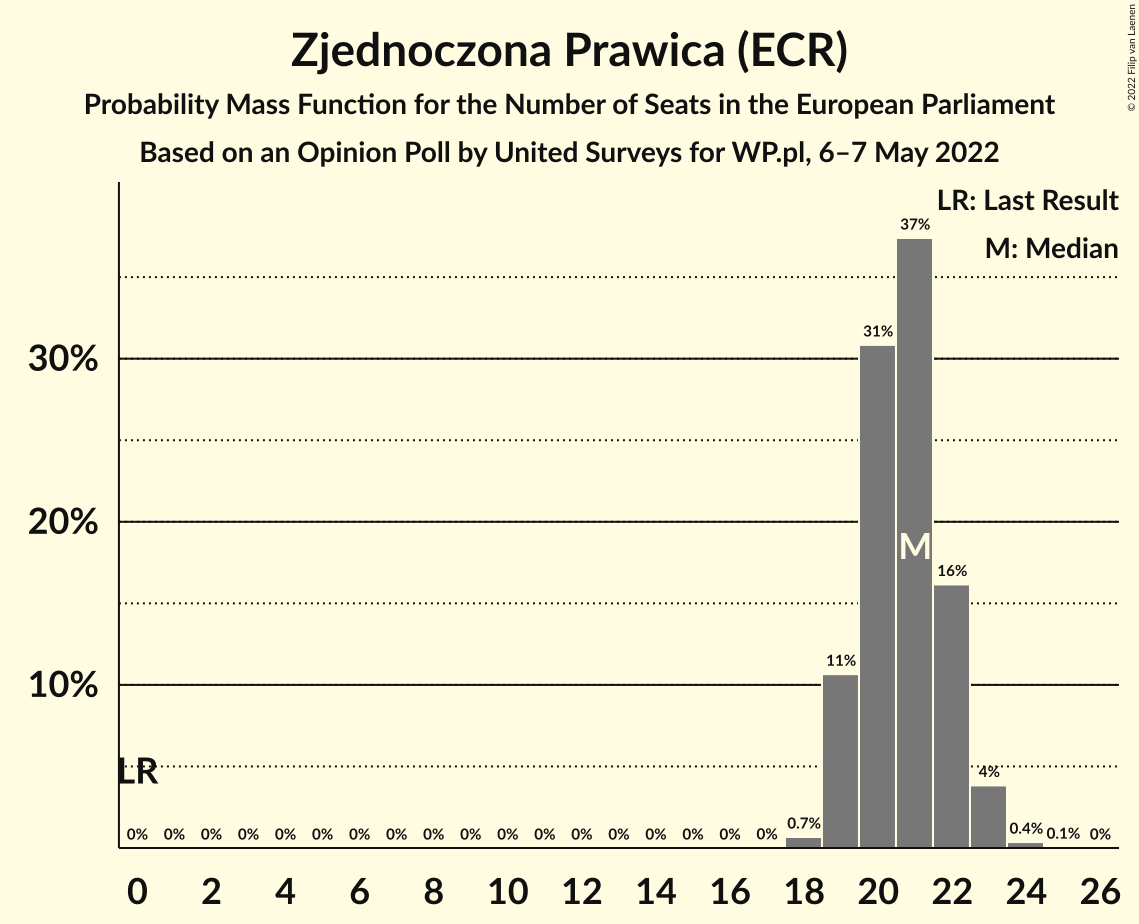 Zjednoczona Prawica (ECR)
Probability Mass Function for the Number of Seats in the European Parliament
Based on an Opinion Poll by United Surveys for WP.pl, 6–7 May 2022
© 2022 Filip van Laenen
LR: Last Result
M: Median
37%
31%
30%
20%
M
16%
11%
10%
LR
4%
0% 0% 0% 0% 0% 0% 0% 0% 0% 0% 0% 0% 0% 0% 0% 0% 0% 0% 0.7% 0.4% 0.1% 0%
0 2 4 6 8 10 12 14 16 18 20 22 24 26